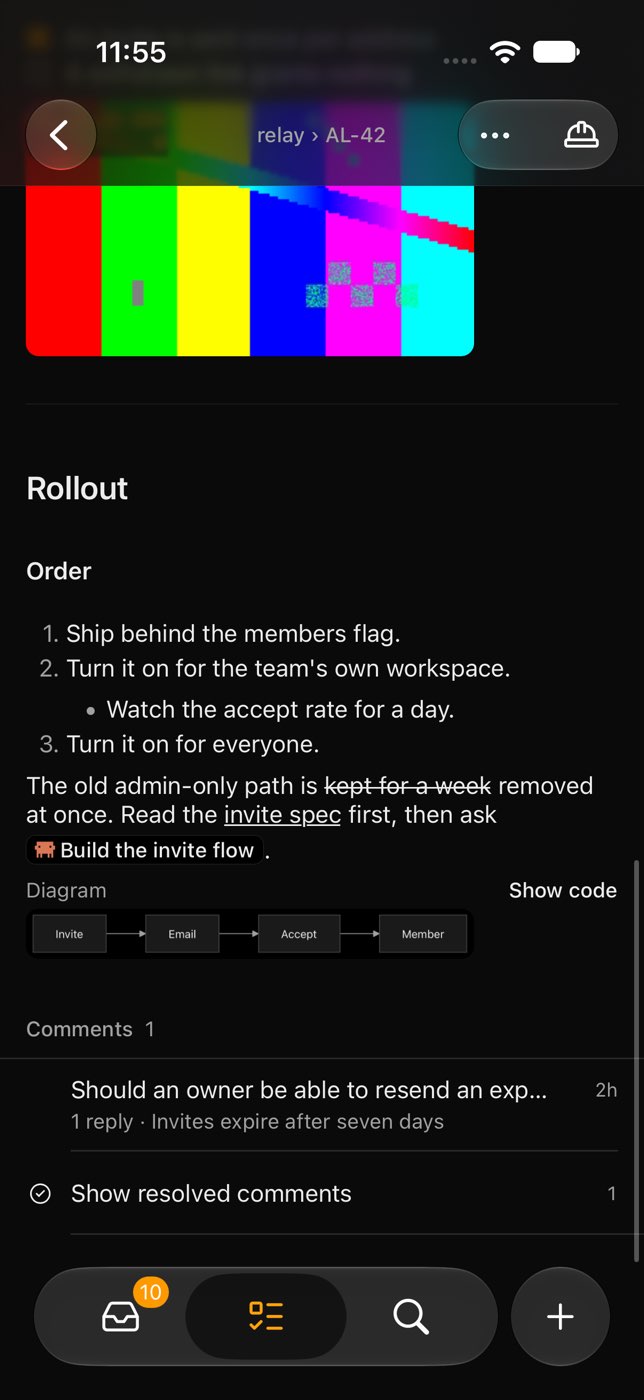 11:55
relay › AL-42
Rollout
Order
1. Ship behind the members flag.
2. Turn it on for the team's own workspace.
• Watch the accept rate for a day.
3. Turn it on for everyone.
The old admin-only path is kept for a week removed
at once. Read the invite spec first, then ask
Build the invite flow .
Diagram Show code
Invite Email Accept Member
Comments 1
Should an owner be able to resend an exp... 2h
1 reply · Invites expire after seven days
Show resolved comments 1
10